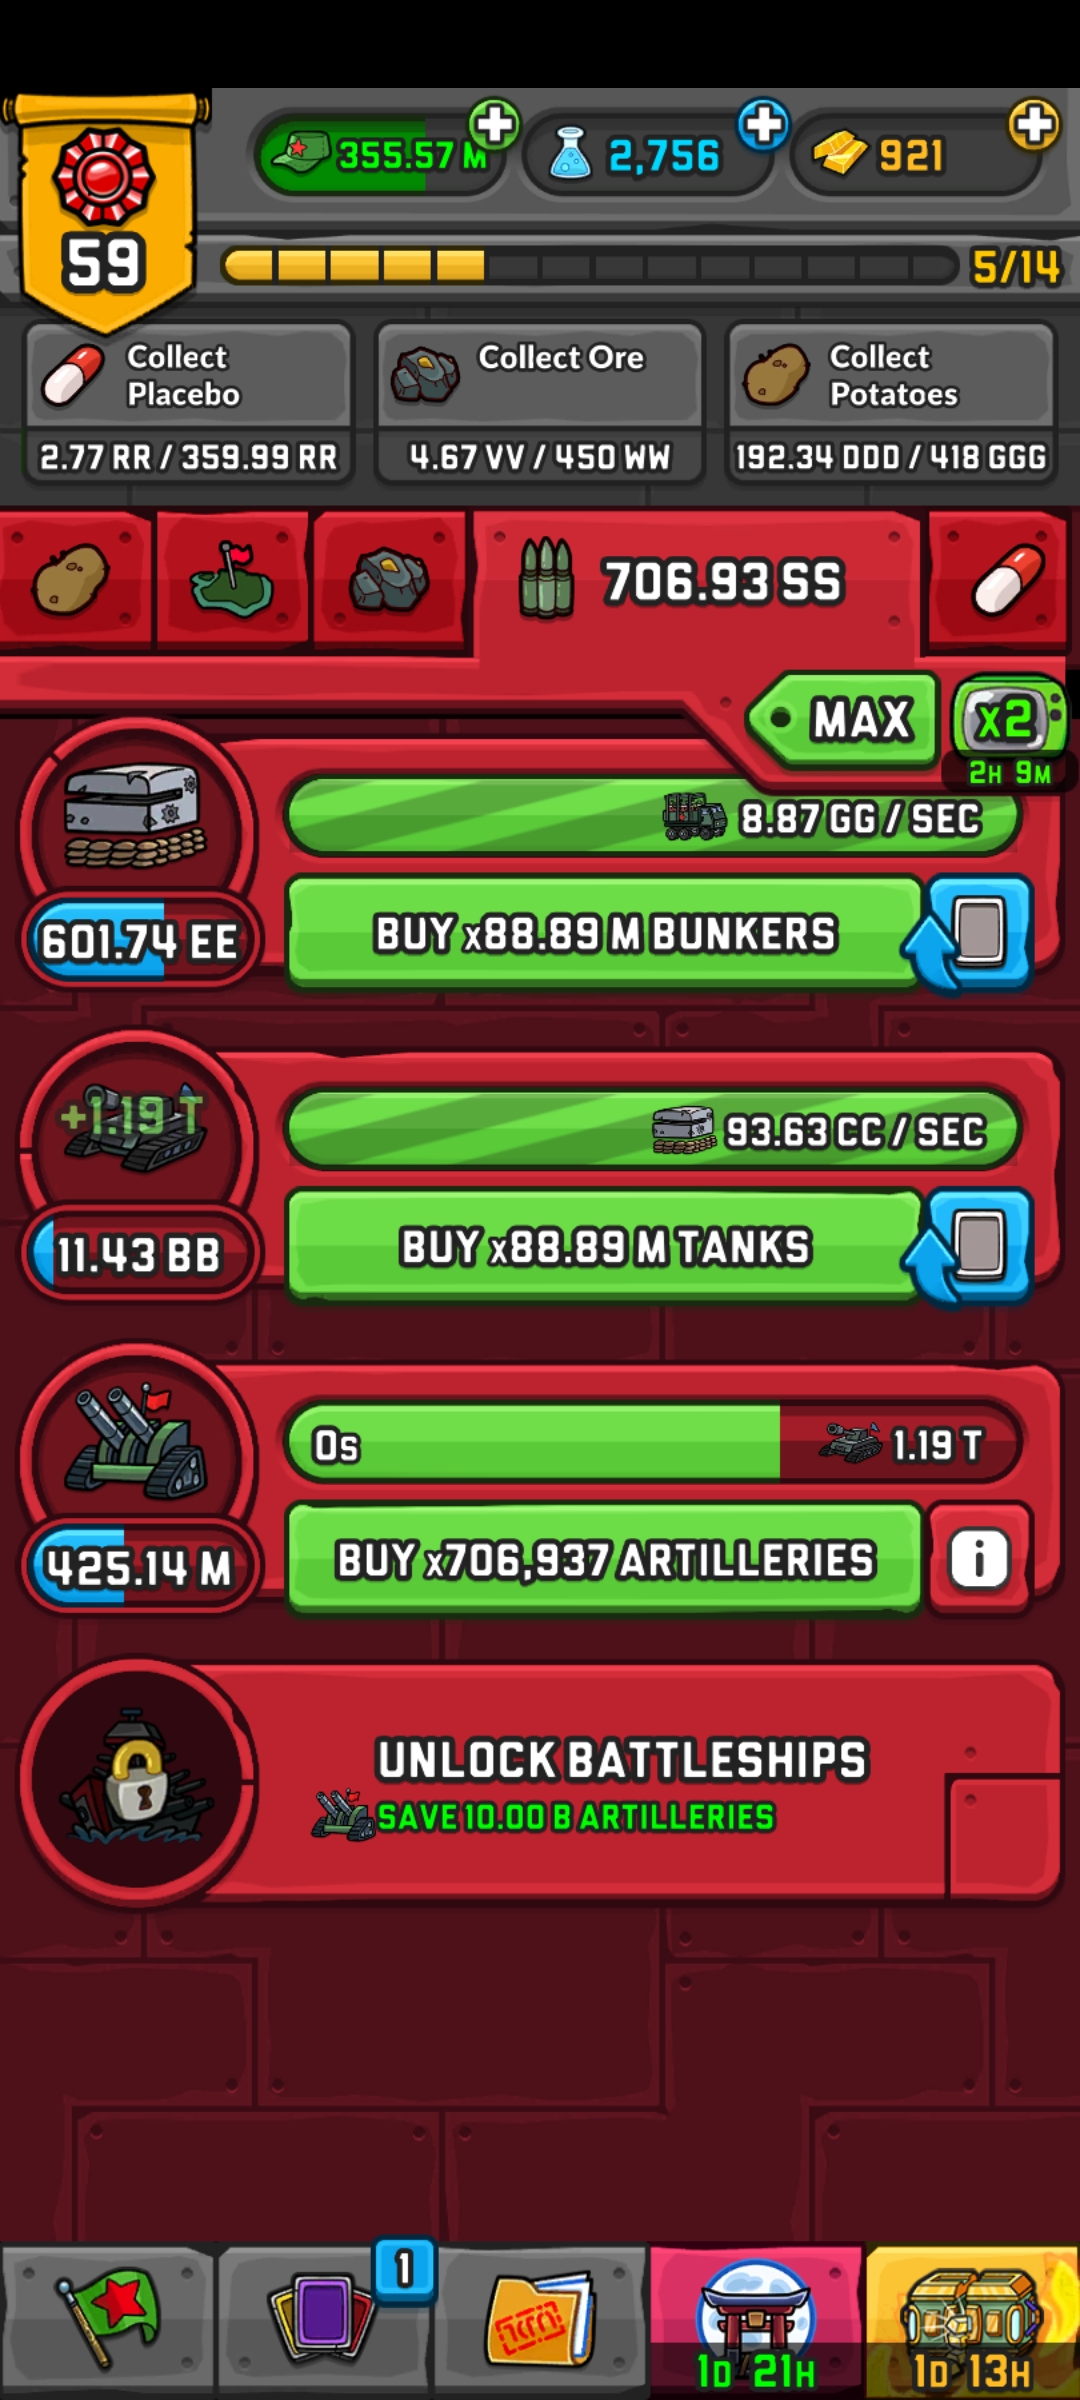 355.57 M
2,756
921
59
5/14
Collect
Placebo
2.77 RR / 359.99 RR
Collect Ore
4.67 VV / 450 WW
Collect
Potatoes
192.34 DDD / 418 GGG
706.93 SS
MAX
x2
2H 9M
8.87 GG / SEC
601.74 EE
BUY x88.89 M BUNKERS
+1.19 T
93.63 CC / SEC
11.43 BB
BUY x88.89 M TANKS
0s
1.19 T
425.14 M
BUY x706,937 ARTILLERIES
i
UNLOCK BATTLESHIPS
SAVE 10.00 B ARTILLERIES
1
1D 21H
1D 13H